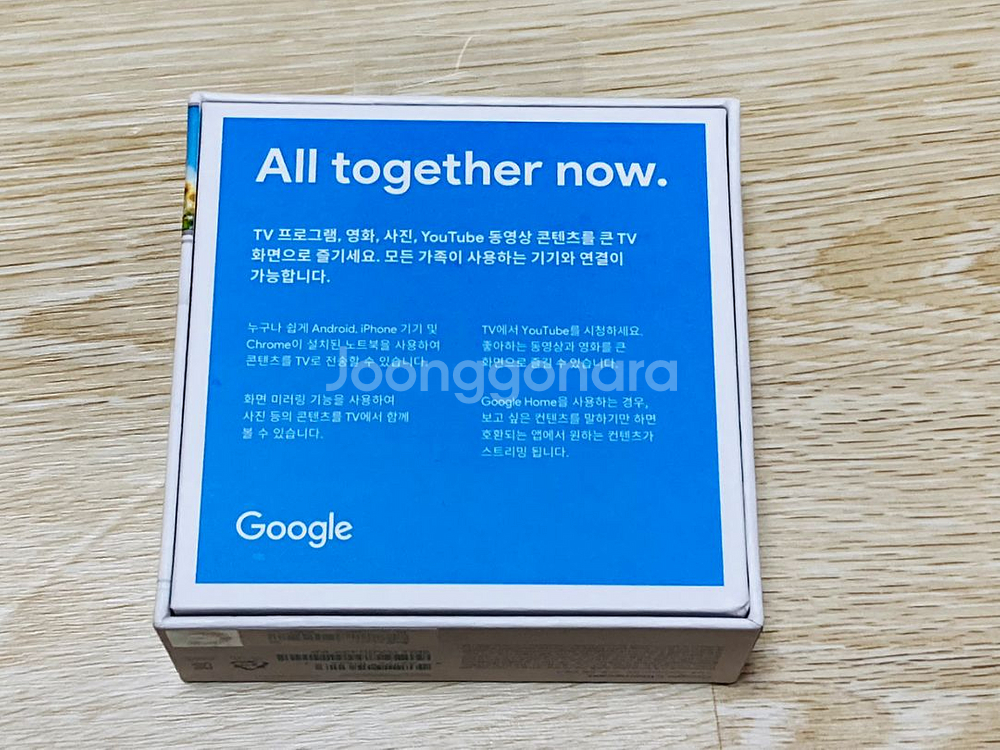 All together now.
TV 프로그램, 영화, 사진, YouTube 동영상 콘텐츠를 큰 TV
화면으로 즐기세요. 모든 가족이 사용하는 기기와 연결이
가능합니다.
누구나 쉽게 Android, iPhone 기기 및
Chrome이 설치된 노트북을 사용하여
콘텐츠를 TV로 전송할 수 있습니다.
화면 미러링 기능을 사용하여
사진 등의 콘텐츠를 TV에서 함께
볼 수 있습니다.
TV에서 YouTube를 시청하세요.
좋아하는 동영상과 영화를 큰
화면으로 즐길 수 있습니다.
Google Home을 사용하는 경우,
보고 싶은 컨텐츠를 말하기만 하면
호환되는 앱에서 원하는 컨텐츠가
스트리밍 됩니다.
Joonggonara
Google